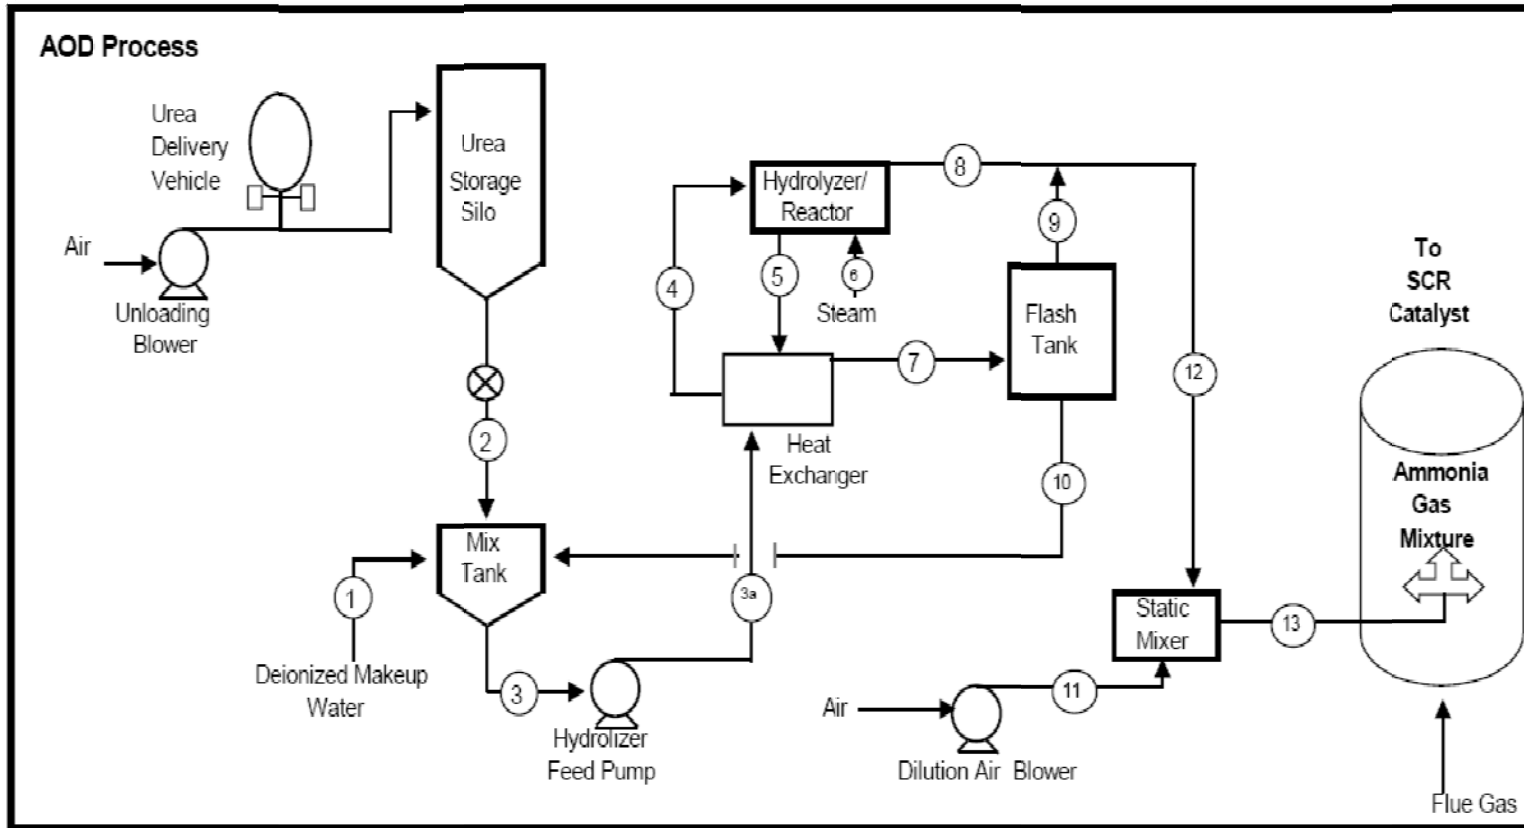 AOD Process
Urea
Delivery
Vehicle
Air
Unloading
Blower
Urea
Storage
Silo
2
Mix
Tank
1
Deionized Makeup
Water
3
Hydrolizer
Feed Pump
3a
4
Hydrolyzer/
Reactor
5
6
Steam
Heat
Exchanger
7
8
9
Flash
Tank
10
12
Static
Mixer
Air
11
Dilution Air Blower
13
To
SCR
Catalyst
Ammonia
Gas
Mixture
Flue Gas